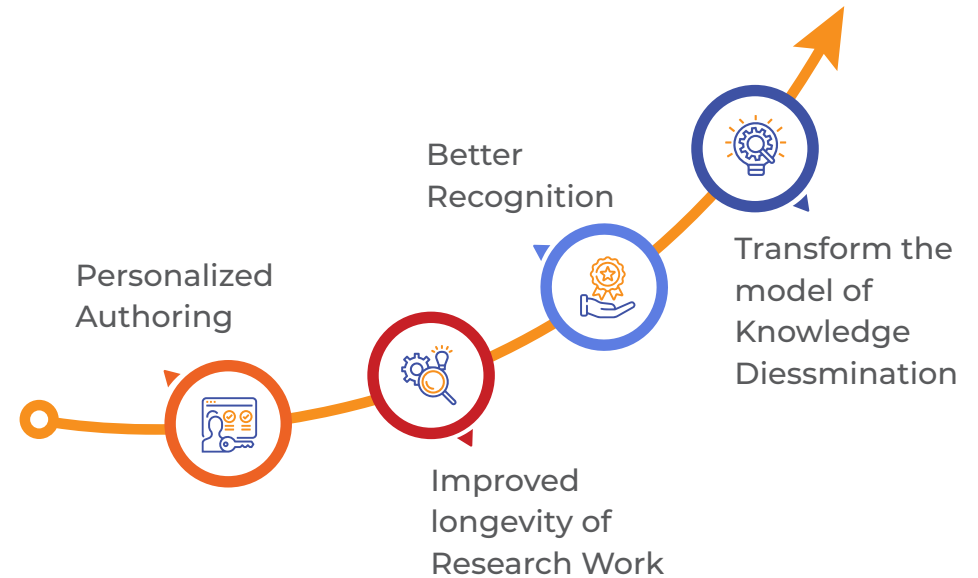 Personalized
Authoring
Improved
longevity of
Research Work
Better
Recognition
Transform the
model of
Knowledge
Diessmination